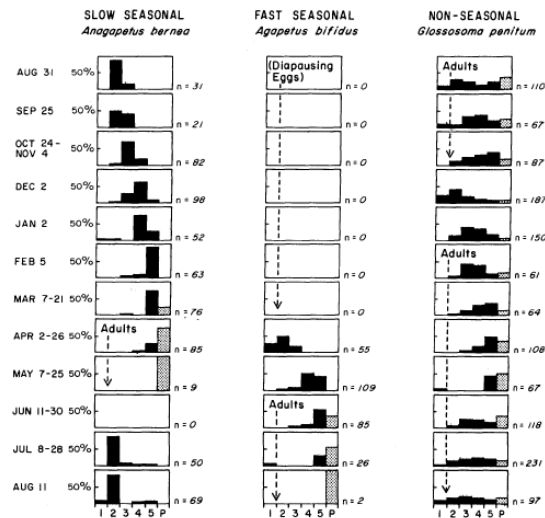 SLOW SEASONAL FAST SEASONAL NON-SEASONAL
Anagapetus bernea Agapetus bifidus Glossosoma penitum
AUG 31 50% n = 31 (Diapausing Eggs) n = 0 Adults n = 110
SEP 25 50% n = 21 n = 0 n = 67
OCT 24- NOV 4 50% n = 82 n = 0 n = 87
DEC 2 50% n = 98 n = 0 n = 187
JAN 2 50% n = 52 n = 0 n = 150
FEB 5 50% n = 63 n = 0 Adults n = 61
MAR 7-21 50% n = 76 n = 0 n = 64
APR 2-26 50% Adults n = 85 n = 55 n = 108
MAY 7-25 50% n = 9 n = 109 n = 67
JUN 11-30 n = 0 Adults n = 85 n = 118
JUL 8-28 50% n = 50 n = 26 n = 231
AUG 11 50% n = 69 n = 2 n = 97
1 2 3 4 5 P 1 2 3 4 5 P 1 2 3 4 5 P